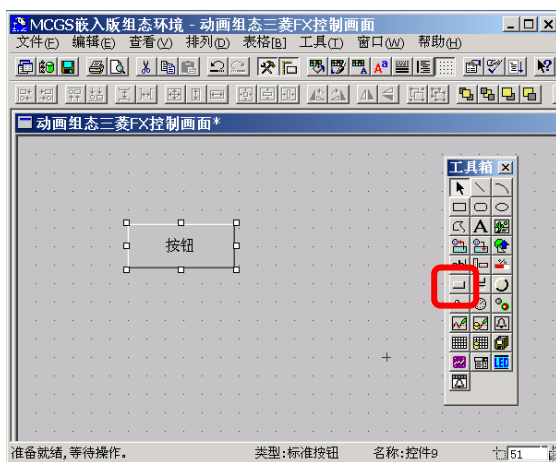 MCGS嵌入版组态环境 - 动画组态三菱FX控制画面
文件(F) 编辑(E) 查看(V) 排列(D) 表格[B] 工具(T) 窗口(W) 帮助(H)
动画组态三菱FX控制画面*
工具箱
A
abl
按钮
LED
准备就绪,等待操作。 类型:标准按钮 名称:控件9 51